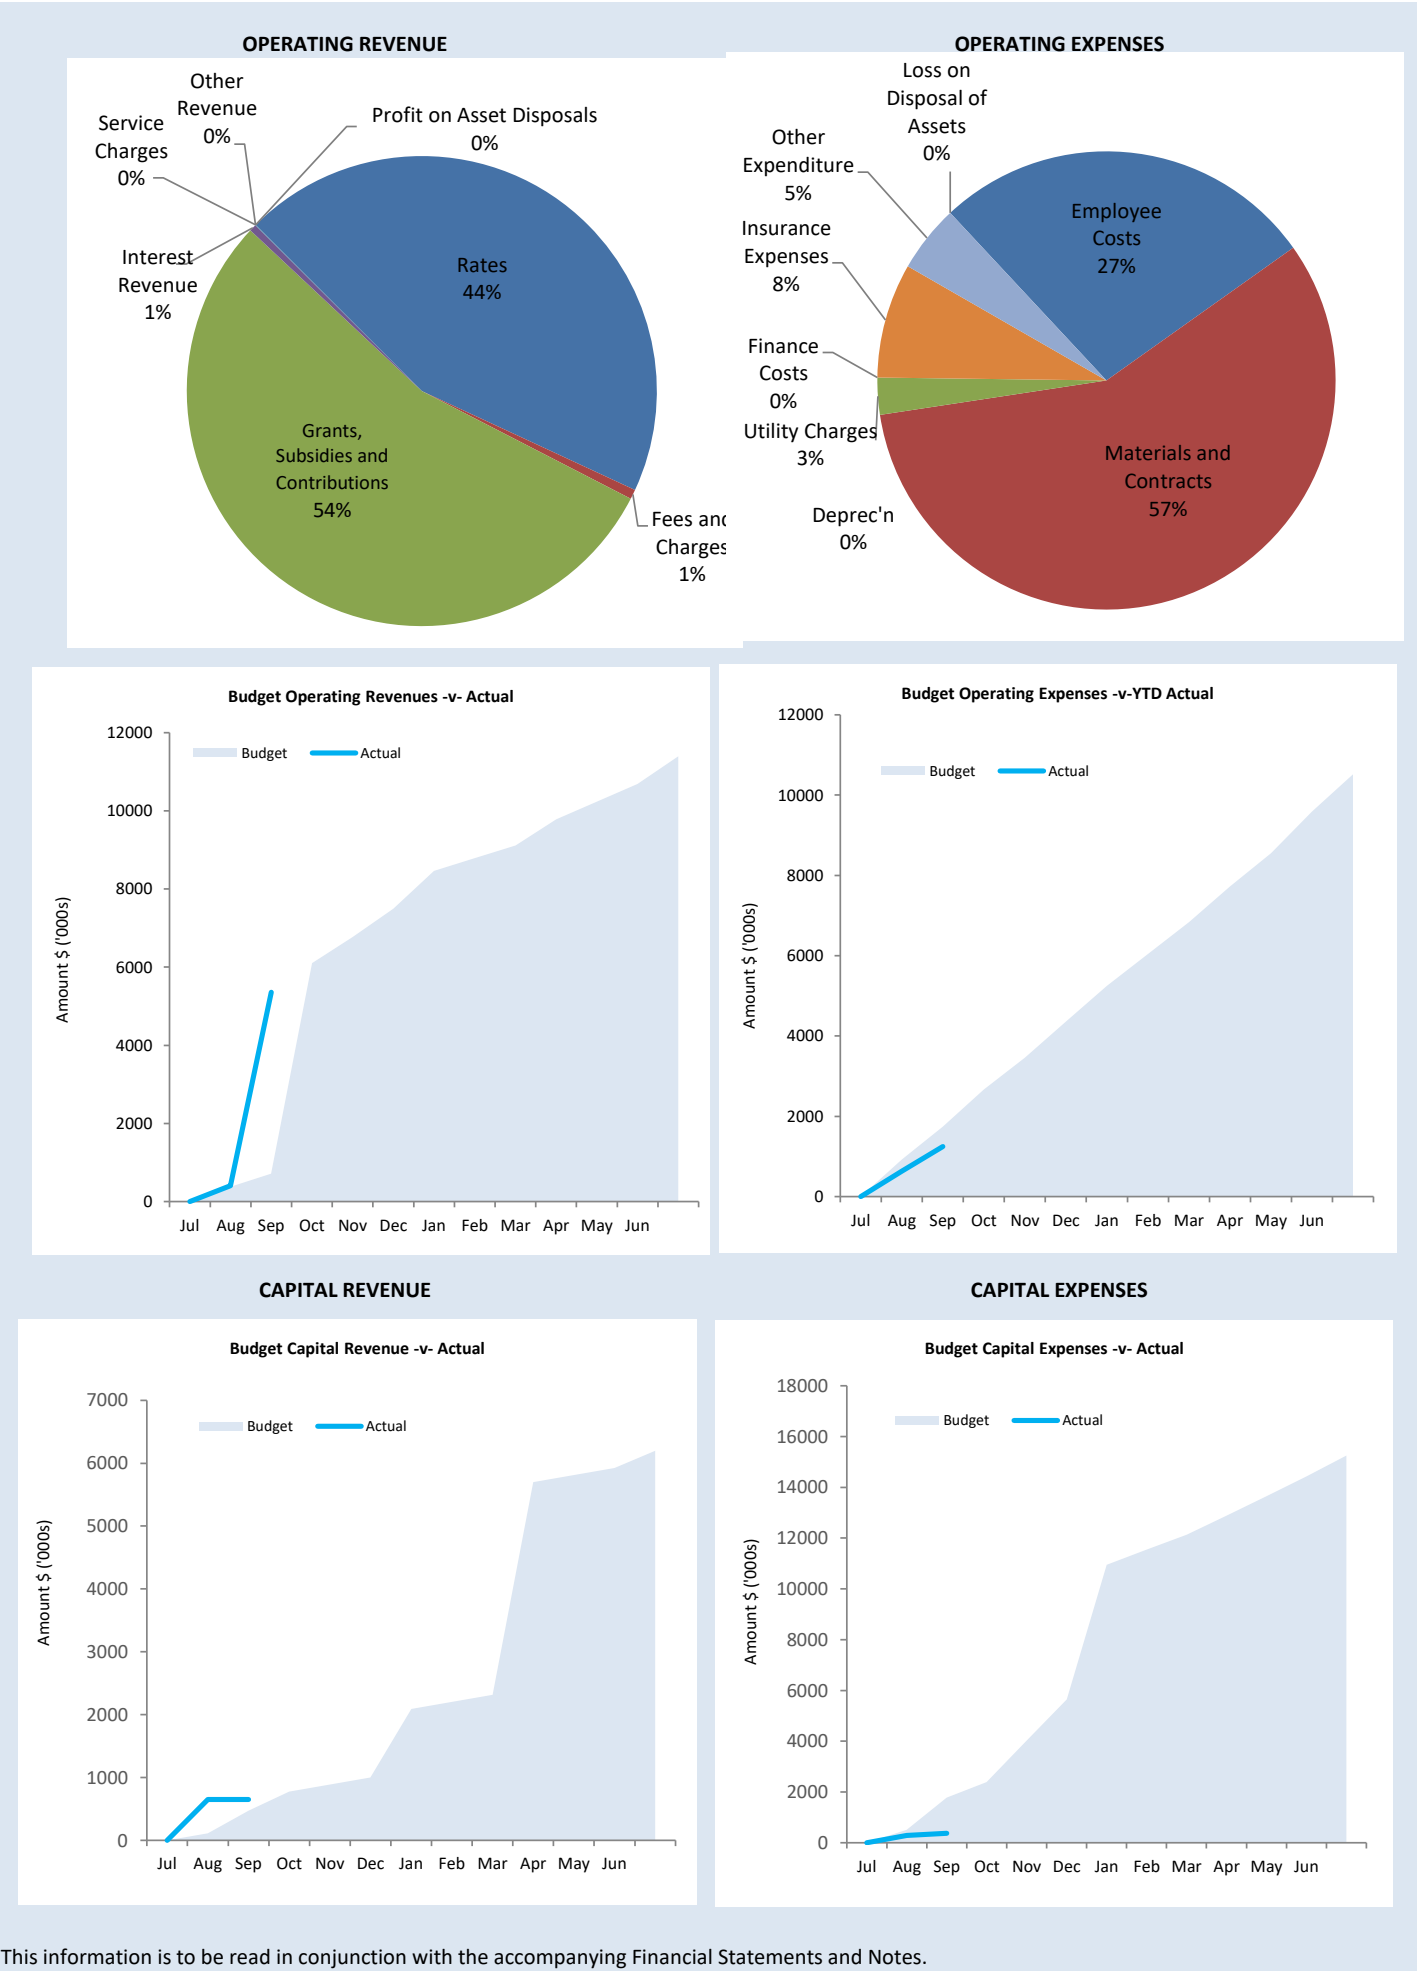 OPERATING REVENUE
Other
Revenue
0%
Profit on Asset Disposals
0%
Service
Charges
0%
Interest
Revenue
1%
Rates
44%
Grants,
Subsidies and
Contributions
54%
Fees and
Charges
1%
OPERATING EXPENSES
Loss on
Disposal of
Assets
0%
Other
Expenditure
5%
Insurance
Expenses
8%
Finance
Costs
0%
Utility Charges
3%
Deprec'n
0%
Employee
Costs
27%
Materials and
Contracts
57%
Budget Operating Revenues -v- Actual
Budget Actual
Amount $ ('000s)
12000
10000
8000
6000
4000
2000
0
Jul Aug Sep Oct Nov Dec Jan Feb Mar Apr May Jun
Budget Operating Expenses -v-YTD Actual
Budget Actual
Amount $ ('000s)
12000
10000
8000
6000
4000
2000
0
Jul Aug Sep Oct Nov Dec Jan Feb Mar Apr May Jun
CAPITAL REVENUE
Budget Capital Revenue -v- Actual
Budget Actual
Amount $ ('000s)
7000
6000
5000
4000
3000
2000
1000
0
Jul Aug Sep Oct Nov Dec Jan Feb Mar Apr May Jun
CAPITAL EXPENSES
Budget Capital Expenses -v- Actual
Budget Actual
Amount $ ('000s)
18000
16000
14000
12000
10000
8000
6000
4000
2000
0
Jul Aug Sep Oct Nov Dec Jan Feb Mar Apr May Jun
This information is to be read in conjunction with the accompanying Financial Statements and Notes.